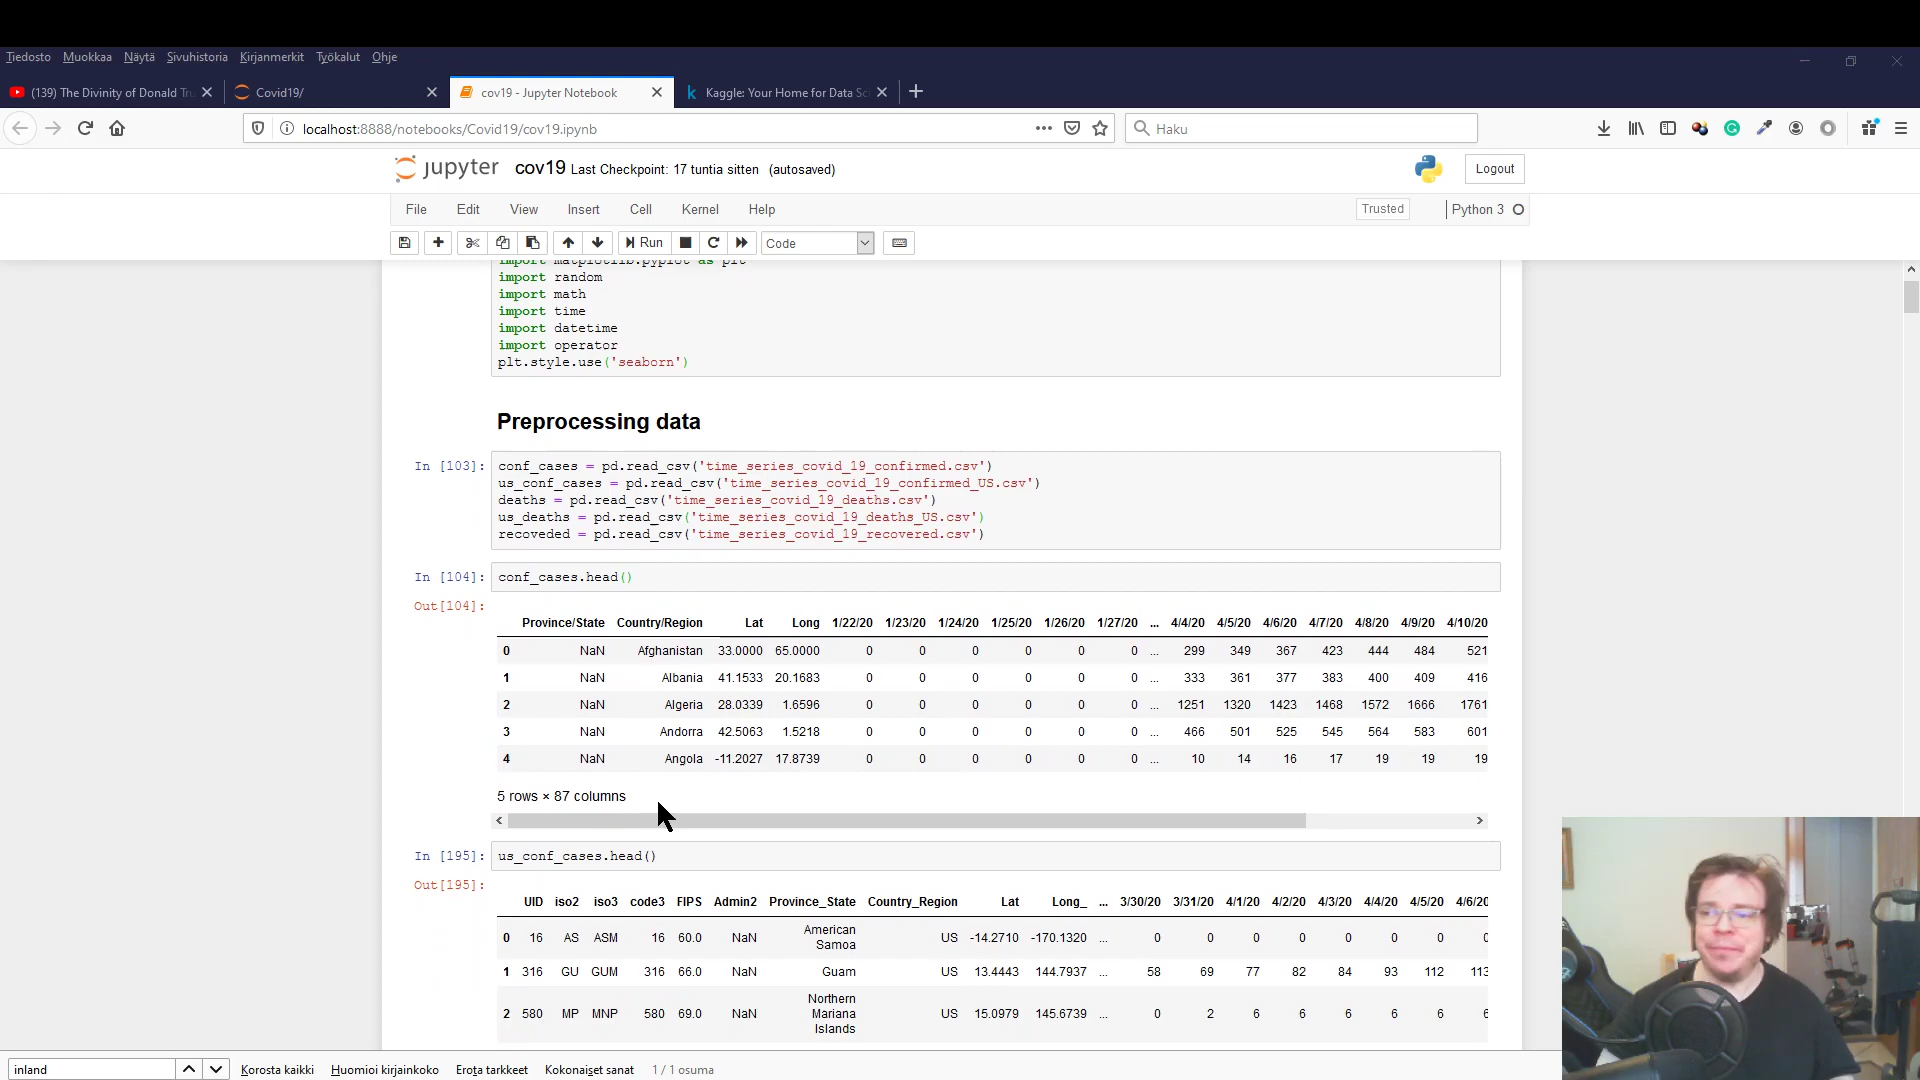 Tiedosto Muokkaa Näytä Sivuhistoria Kirjanmerkit Työkalut Ohje
(139) The Divinity of Donald Tru
Covid19/
cov19 - Jupyter Notebook
Kaggle: Your Home for Data Sc
localhost:8888/notebooks/Covid19/cov19.ipynb
Haku
jupyter cov19 Last Checkpoint: 17 tuntia sitten (autosaved)
Logout
File Edit View Insert Cell Kernel Help
Trusted
Python 3
Run
Code
import matplotlib.pyplot as plt
import random
import math
import time
import datetime
import operator
plt.style.use('seaborn')
Preprocessing data
In [103]: conf_cases = pd.read_csv('time_series_covid_19_confirmed.csv')
us_conf_cases = pd.read_csv('time_series_covid_19_confirmed_US.csv')
deaths = pd.read_csv('time_series_covid_19_deaths.csv')
us_deaths = pd.read_csv('time_series_covid_19_deaths_US.csv')
recoveded = pd.read_csv('time_series_covid_19_recovered.csv')
In [104]: conf_cases.head()
Out[104]:
Province/State Country/Region Lat Long 1/22/20 1/23/20 1/24/20 1/25/20 1/26/20 1/27/20 ... 4/4/20 4/5/20 4/6/20 4/7/20 4/8/20 4/9/20 4/10/20
0 NaN Afghanistan 33.0000 65.0000 0 0 0 0 0 0 ... 299 349 367 423 444 484 521
1 NaN Albania 41.1533 20.1683 0 0 0 0 0 0 ... 333 361 377 383 400 409 416
2 NaN Algeria 28.0339 1.6596 0 0 0 0 0 0 ... 1251 1320 1423 1468 1572 1666 1761
3 NaN Andorra 42.5063 1.5218 0 0 0 0 0 0 ... 466 501 525 545 564 583 601
4 NaN Angola -11.2027 17.8739 0 0 0 0 0 0 ... 10 14 16 17 19 19 19
5 rows × 87 columns
In [195]: us_conf_cases.head()
Out[195]:
UID iso2 iso3 code3 FIPS Admin2 Province_State Country_Region Lat Long_ ... 3/30/20 3/31/20 4/1/20 4/2/20 4/3/20 4/4/20 4/5/20 4/6/20
0 16 AS ASM 16 60.0 NaN American Samoa US -14.2710 -170.1320 ... 0 0 0 0 0 0 0 0
1 316 GU GUM 316 66.0 NaN Guam US 13.4443 144.7937 ... 58 69 77 82 84 93 112 113
2 580 MP MNP 580 69.0 NaN Northern Mariana Islands US 15.0979 145.6739 ... 0 2 6 6 6 6 6 6
inland
Korosta kaikki Huomioi kirjainkoko Erota tarkkeet Kokonaiset sanat 1 / 1 osuma